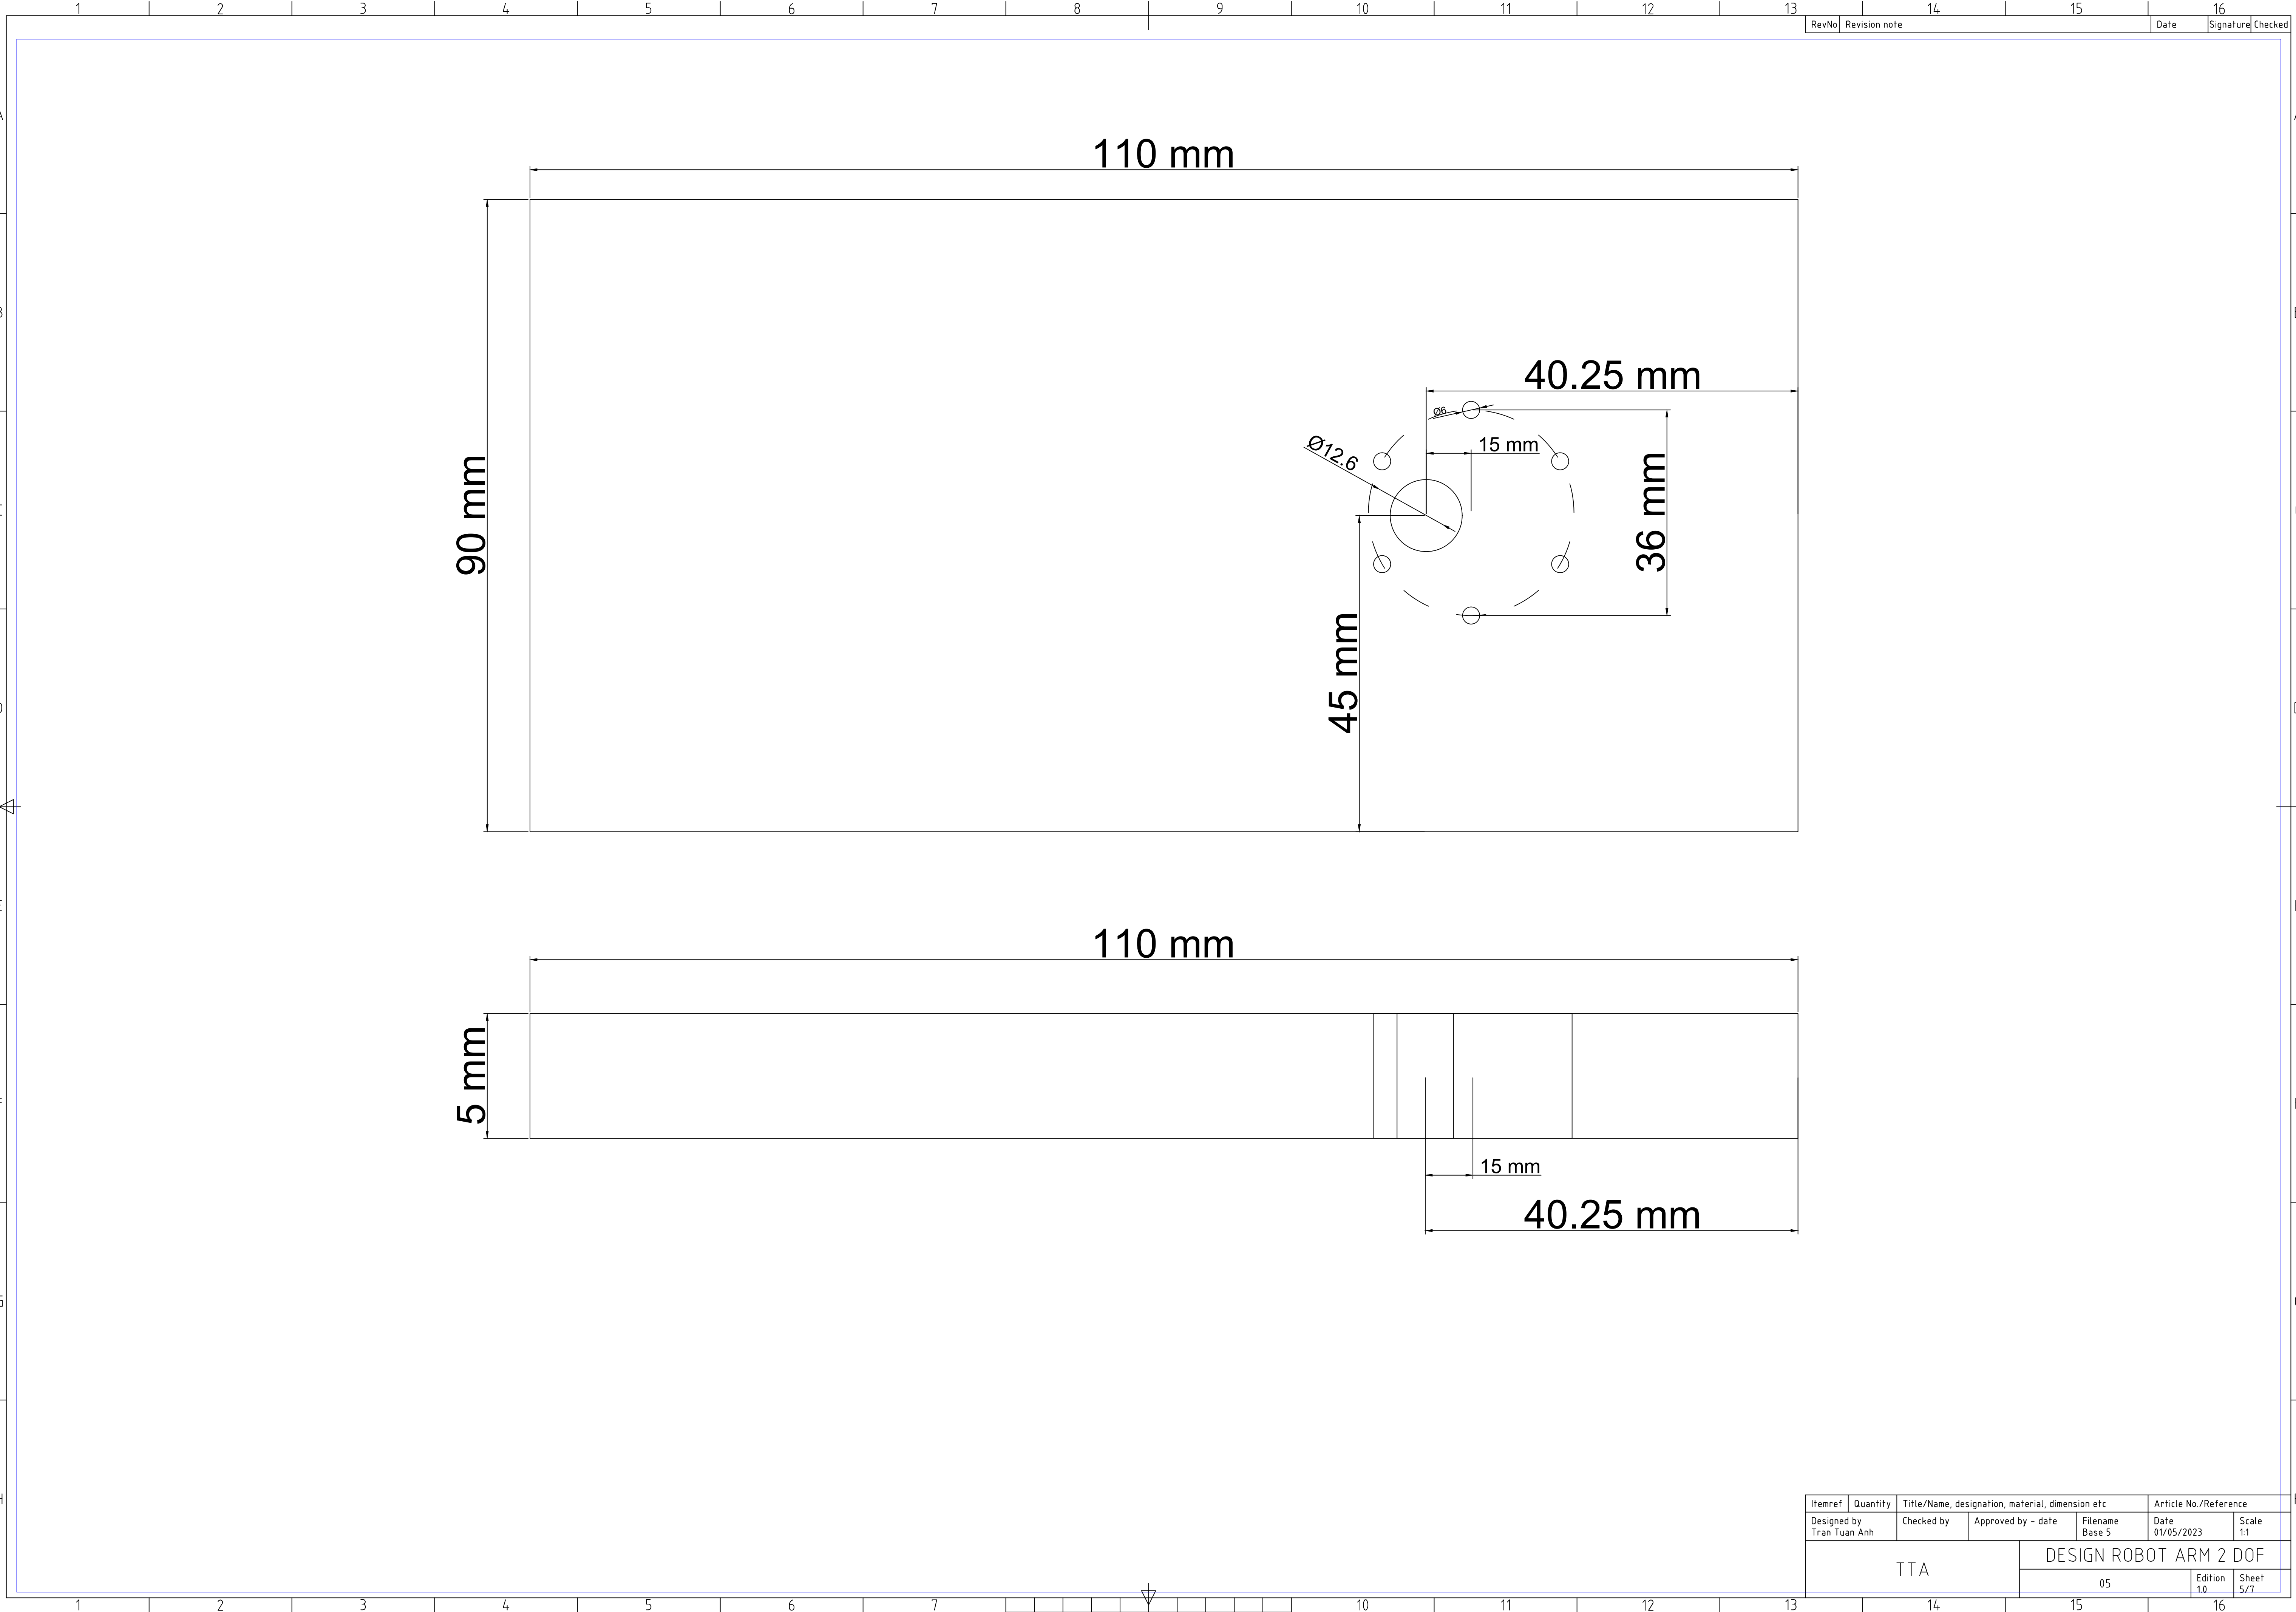 1 2 3 4 5 6 7 8 9 10 11 12 13 14 15 16
RevNo Revision note Date Signature Checked
110 mm
90 mm
40.25 mm
Ø6
15 mm
Ø12.6
36 mm
45 mm
110 mm
5 mm
15 mm
40.25 mm
Itemref Quantity Title/Name, designation, material, dimension etc Article No./Reference
Designed by Checked by Approved by - date Filename Date Scale
Tran Tuan Anh Base 5 01/05/2023 1:1
TTA
DESIGN ROBOT ARM 2 DOF
05
Edition Sheet
1.0 5/7
1 2 3 4 5 6 7 10 11 12 13 14 15 16